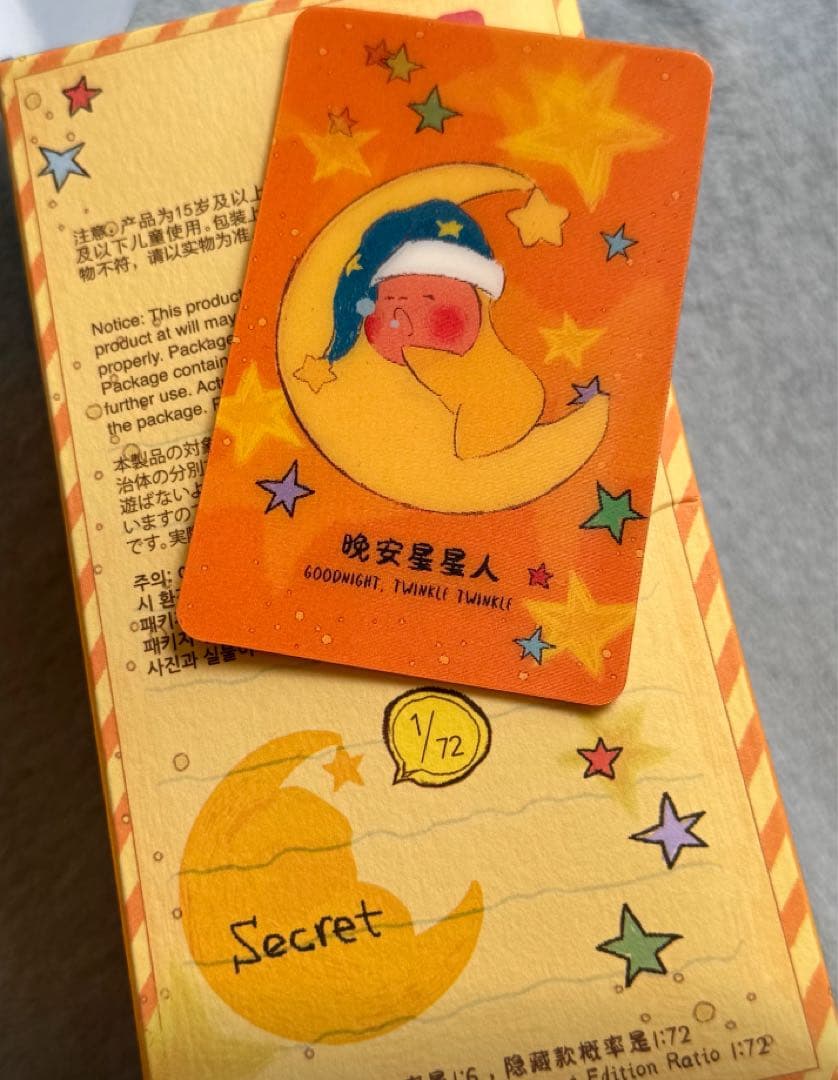 注意：产品为15岁及以上
及以下儿童使用。包装上
物不符，请以实物为准
Notice: This product
product at will may
properly. Package
Package contain
further use. Actu
the package.
本製品の対象
治体の分別
遊ばないよ
いますの
です。実際
주의:
시 환
패키
패키지
사진과 실물이
晚安星星人
GOODNIGHT, TWINKLE TWINKLE
1/72
Secret
是1:6，隐藏款概率是1:72
Edition Ratio 1:72